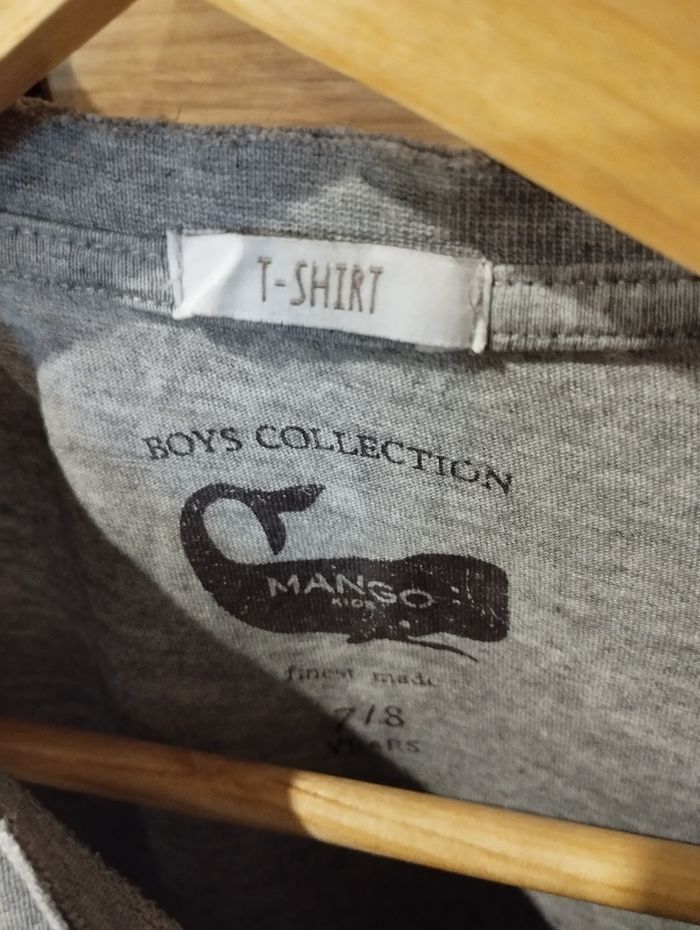 T-SHIRT
BOYS COLLECTION
MANGO
KIDS
finest made
7/8
YEARS